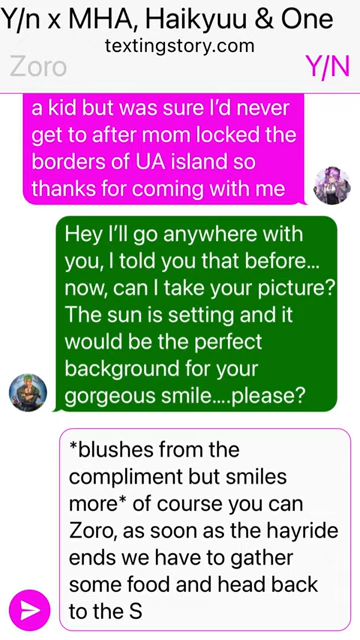 Y/n x MHA, Haikyuu & One
textingstory.com
Zoro
Y/N
a kid but was sure I'd never
get to after mom locked the
borders of UA island so
thanks for coming with me
Hey I'll go anywhere with
you, I told you that before...
now, can I take your picture?
The sun is setting and it
would be the perfect
background for your
gorgeous smile....please?
*blushes from the
compliment but smiles
more* of course you can
Zoro, as soon as the hayride
ends we have to gather
some food and head back
to the S